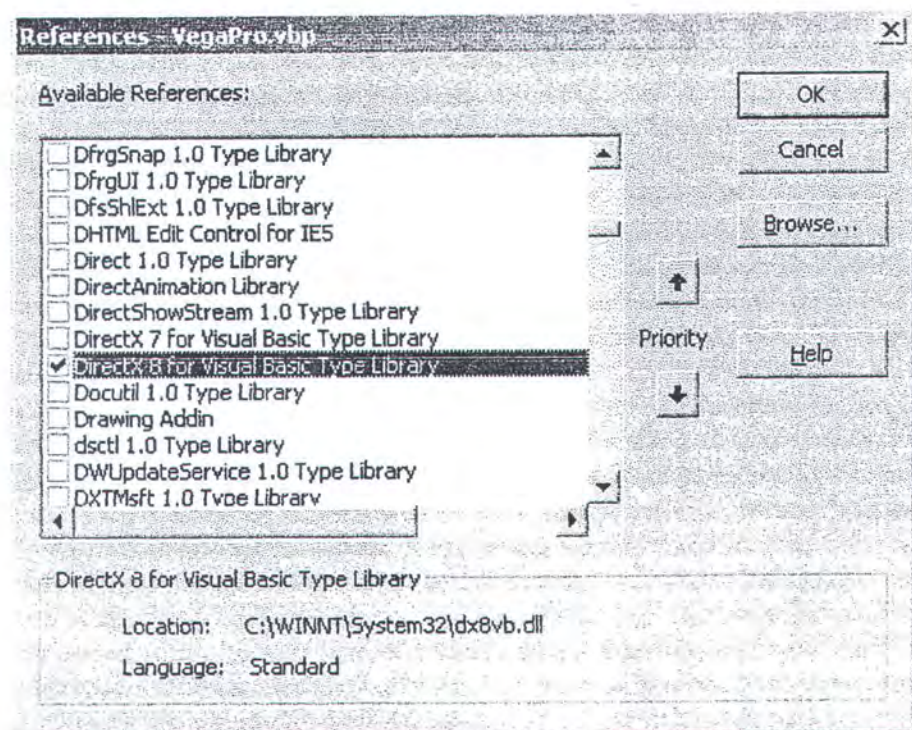 References - VegaPro.vbp
Available References:
OK
Cancel
Browse...
Priority
Help
DfrgSnap 1.0 Type Library
DfrgUI 1.0 Type Library
DfsShlExt 1.0 Type Library
DHTML Edit Control for IE5
Direct 1.0 Type Library
DirectAnimation Library
DirectShowStream 1.0 Type Library
DirectX 7 for Visual Basic Type Library
DirectX 8 for Visual Basic Type Library
Docutil 1.0 Type Library
Drawing Addin
dsctl 1.0 Type Library
DWUpdateService 1.0 Type Library
DXTMsft 1.0 Type Library
DirectX 8 for Visual Basic Type Library
Location: C:\WINNT\System32\dx8vb.dll
Language: Standard